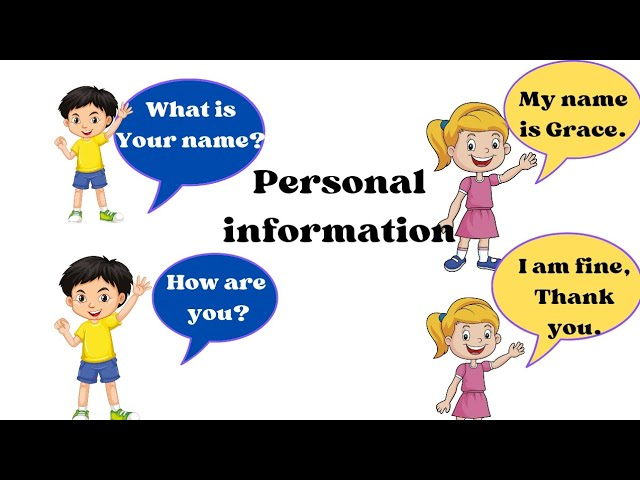 What is
Your name?
My name
is Grace.
Personal
information
How are
you?
I am fine,
Thank
you.